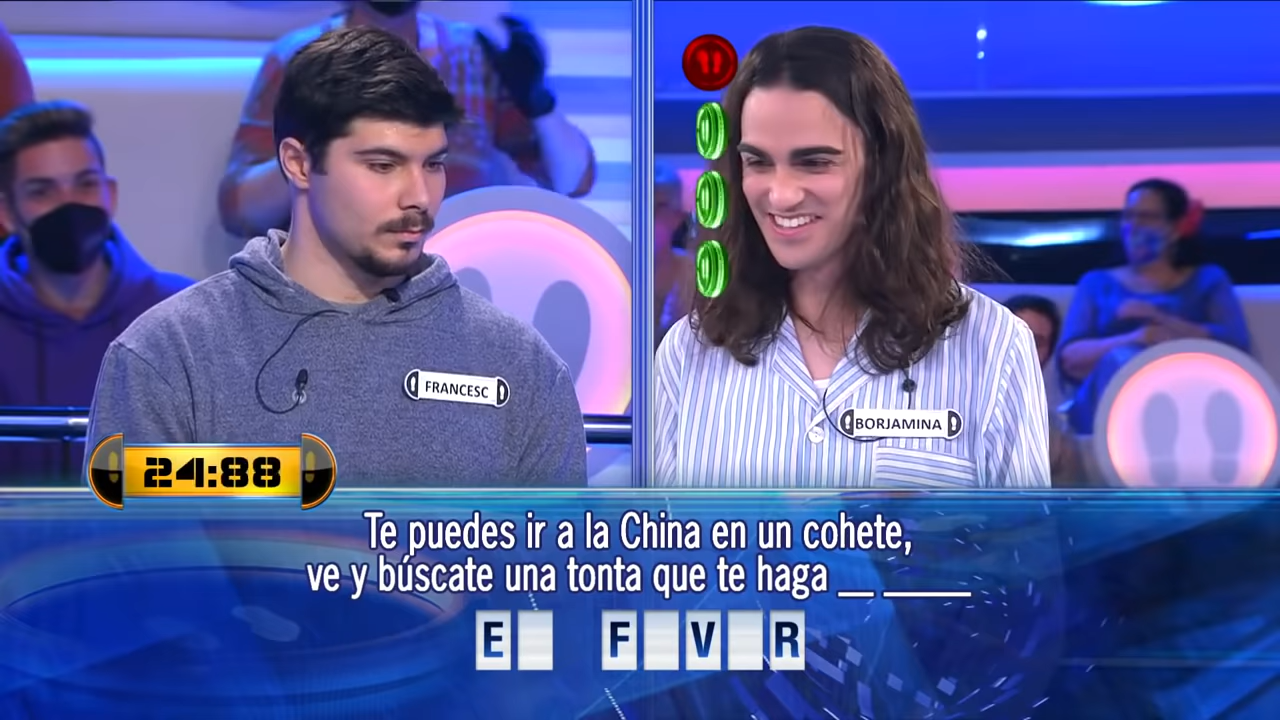 FRANCESC
BORJAMINA
24:88
Te puedes ir a la China en un cohete,
ve y búscate una tonta que te haga __ ____
E F V R